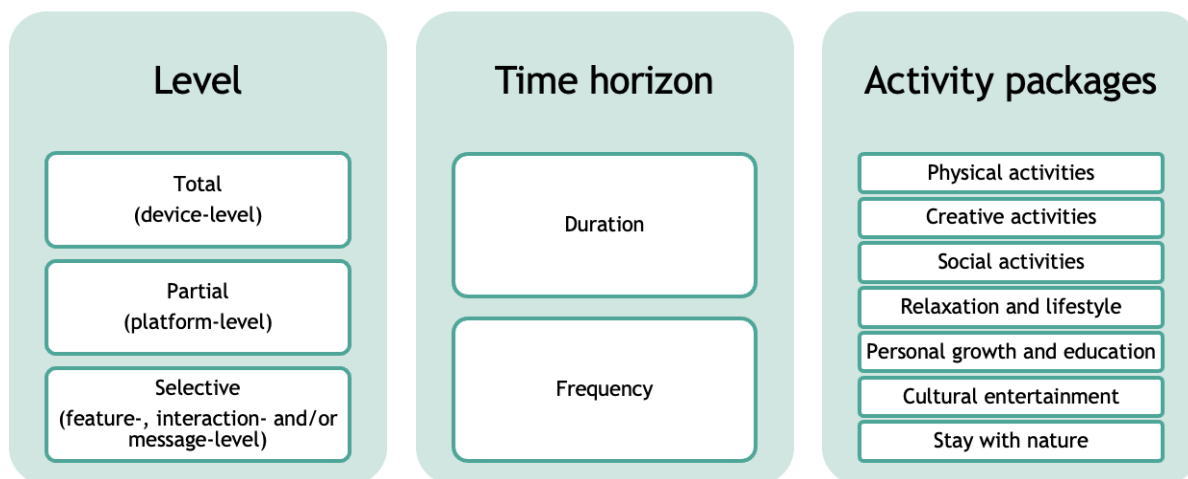 Level
Total
(device-level)
Partial
(platform-level)
Selective
(feature-, interaction- and/or
message-level)
Time horizon
Duration
Frequency
Activity packages
Physical activities
Creative activities
Social activities
Relaxation and lifestyle
Personal growth and education
Cultural entertainment
Stay with nature